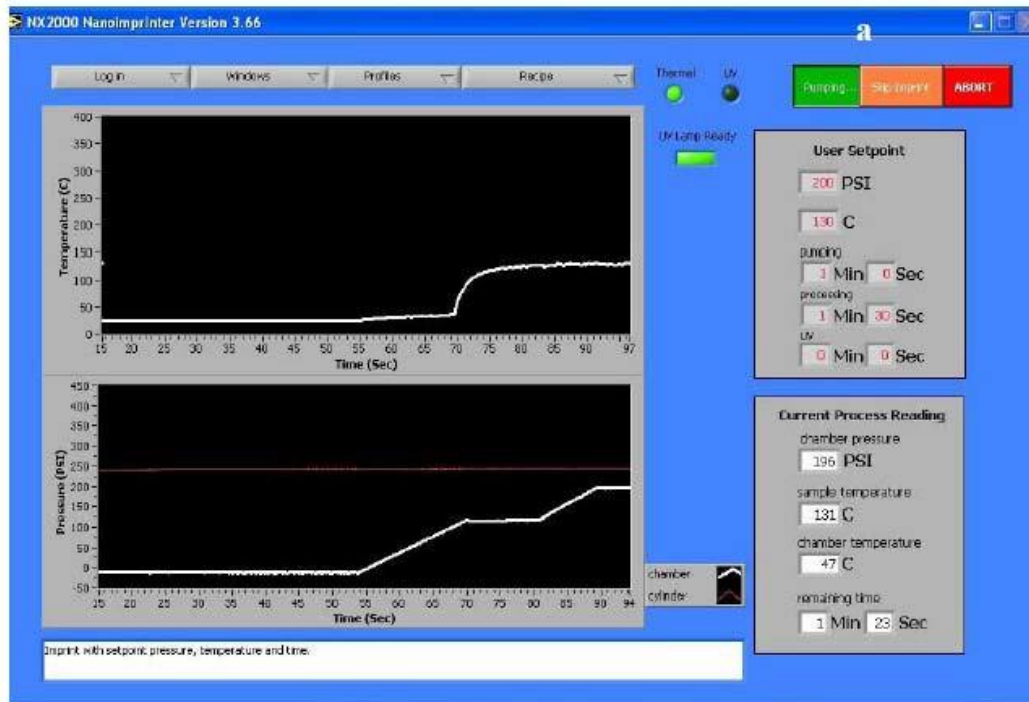 NX2000 Nanoimprinter Version 3.66
a
Log in
Windows
Profiles
Recipe
Thermal
UV
Pumping...
Skip Imprint
ABORT
UV Lamp Ready
Temperature (C)
400
350
300
250
200
150
100
50
0
15 20 25 30 35 40 45 50 55 60 65 70 75 80 85 90 97
Time (Sec)
Pressure (PSI)
450
400
350
300
250
200
150
100
50
0
-50
15 20 25 30 35 40 45 50 55 60 65 70 75 80 85 90 94
Time (Sec)
chamber
cylinder
User Setpoint
200 PSI
130 C
pumping
1 Min 0 Sec
processing
1 Min 30 Sec
UV
0 Min 0 Sec
Current Process Reading
chamber pressure
196 PSI
sample temperature
131 C
chamber temperature
47 C
remaining time
1 Min 23 Sec
Imprint with setpoint pressure, temperature and time.